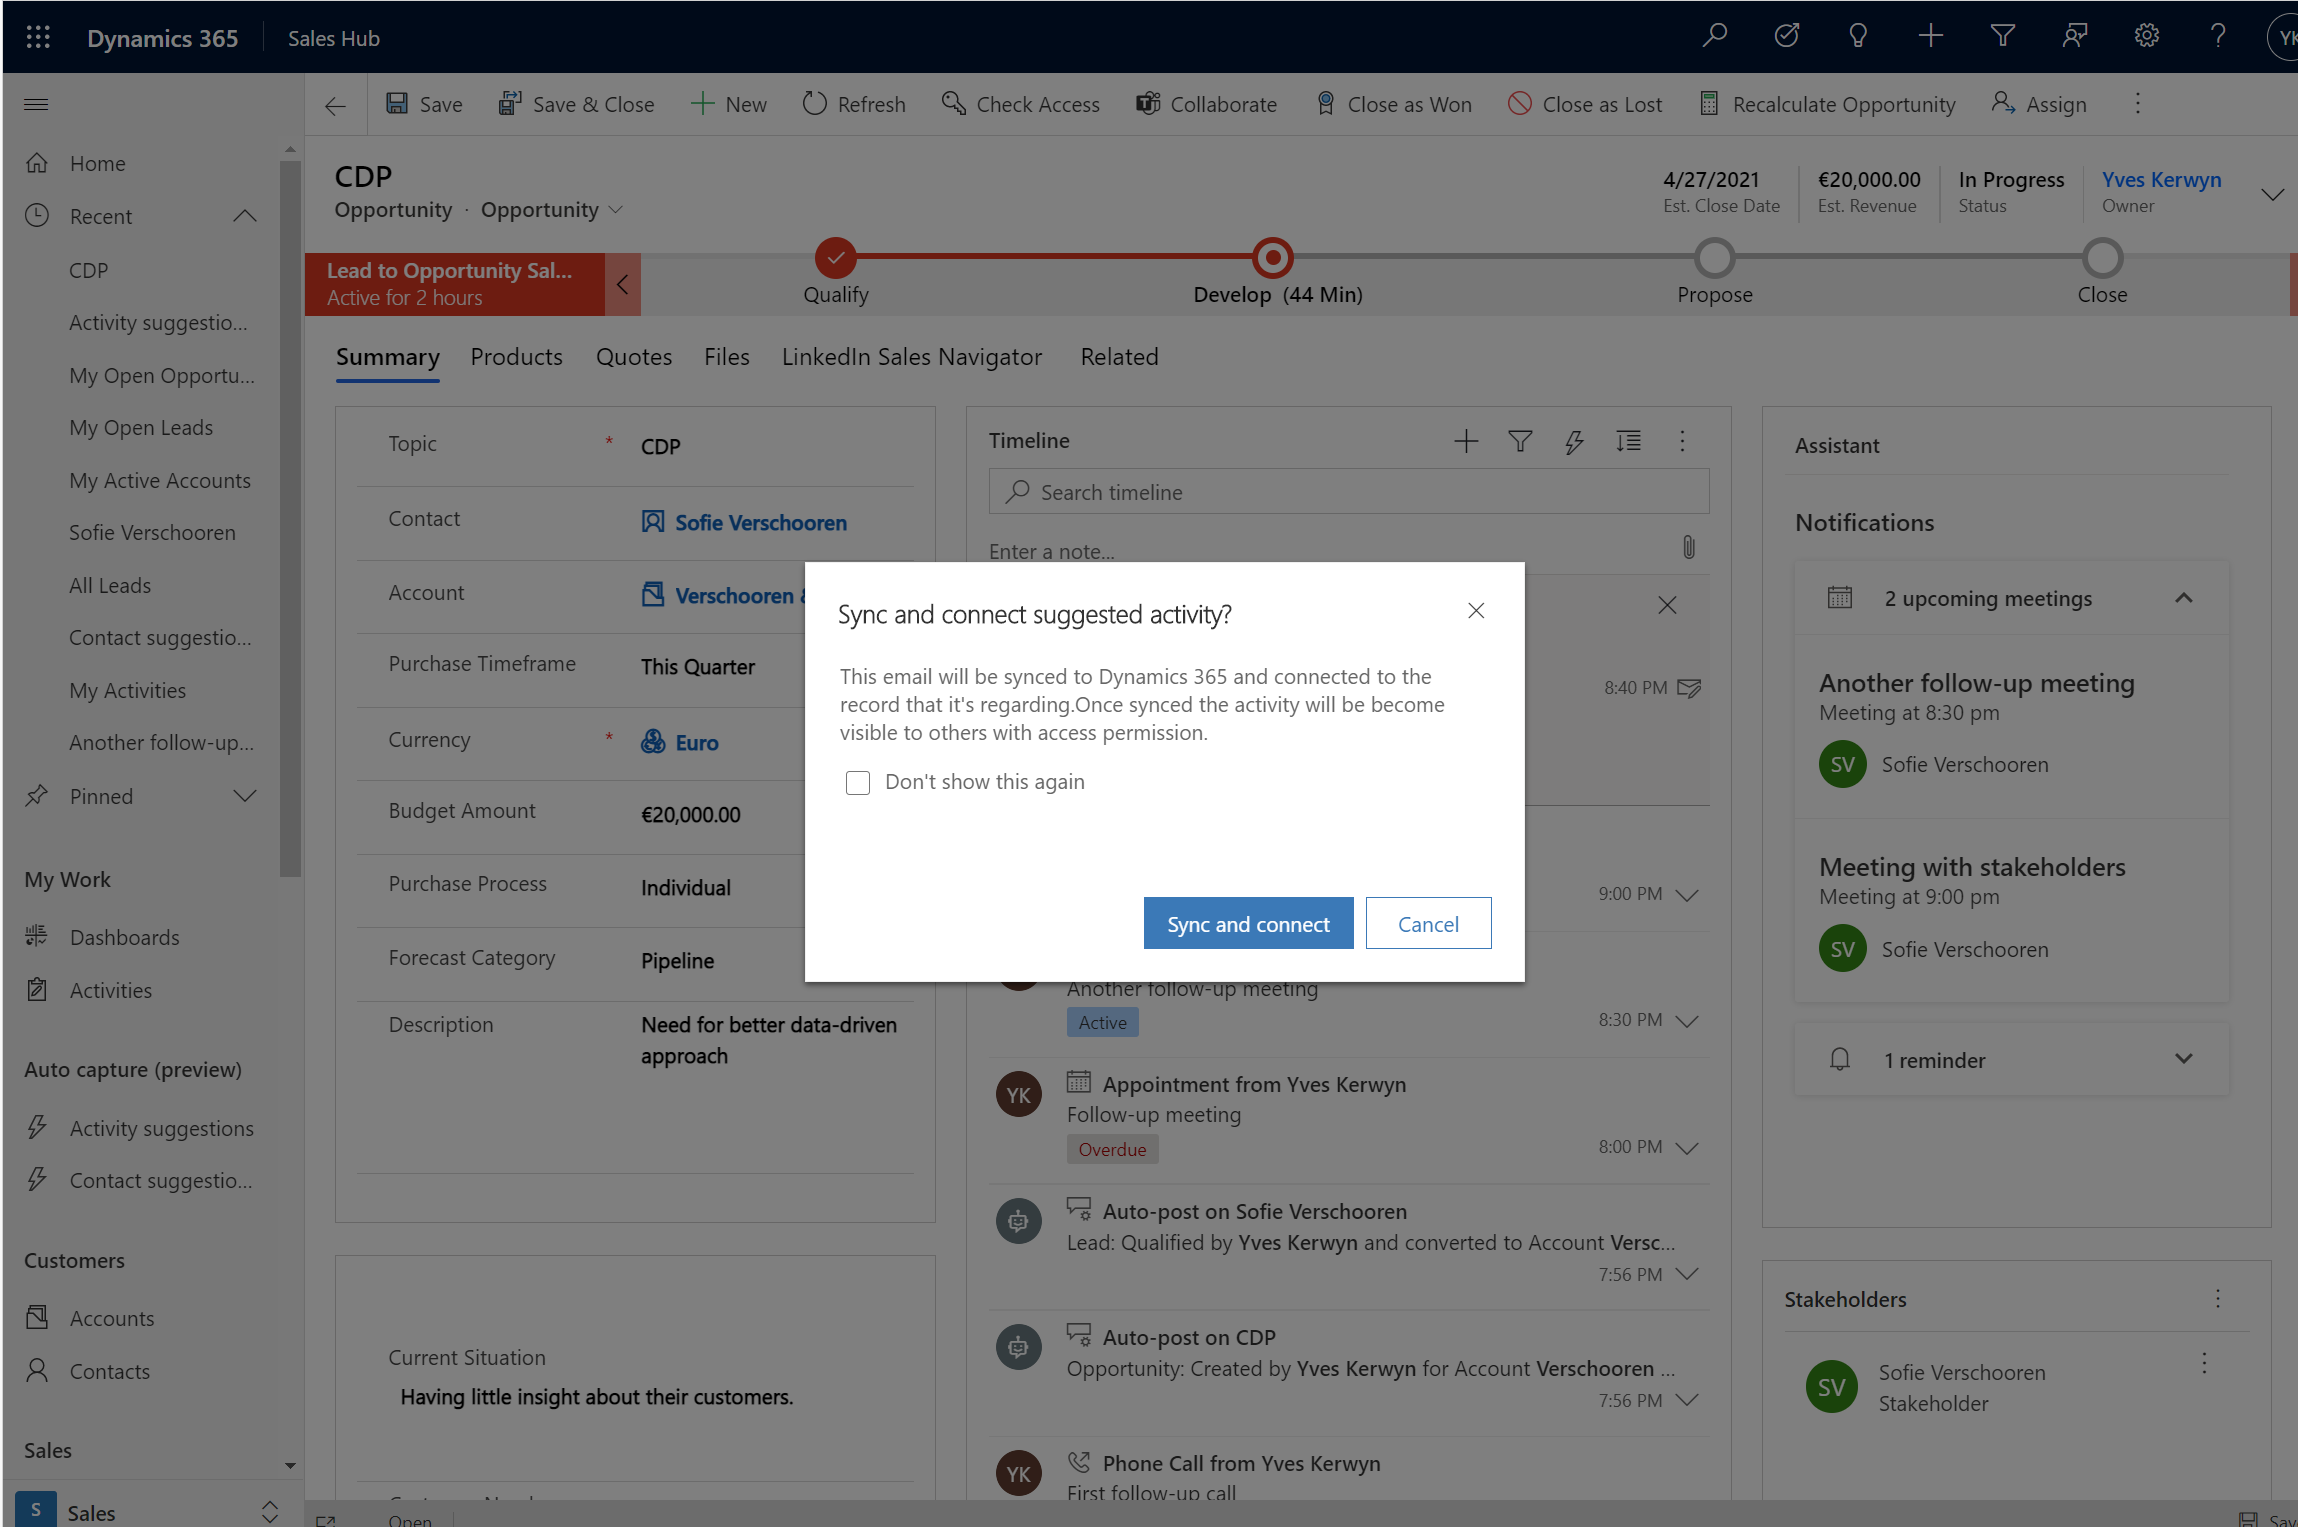 Dynamics 365
Sales Hub
YK
Save
Save & Close
New
Refresh
Check Access
Collaborate
Close as Won
Close as Lost
Recalculate Opportunity
Assign
Home
Recent
CDP
Activity suggestio...
My Open Opportu...
My Open Leads
My Active Accounts
Sofie Verschooren
All Leads
Contact suggestio...
My Activities
Another follow-up...
Pinned
My Work
Dashboards
Activities
Auto capture (preview)
Activity suggestions
Contact suggestio...
Customers
Accounts
Contacts
Sales
S
Sales
CDP
Opportunity · Opportunity
4/27/2021
Est. Close Date
€20,000.00
Est. Revenue
In Progress
Status
Yves Kerwyn
Owner
Lead to Opportunity Sal...
Active for 2 hours
Qualify
Develop (44 Min)
Propose
Close
Summary
Products
Quotes
Files
LinkedIn Sales Navigator
Related
Topic * CDP
Contact Sofie Verschooren
Account Verschooren
Purchase Timeframe This Quarter
Currency * Euro
Budget Amount €20,000.00
Purchase Process Individual
Forecast Category Pipeline
Description Need for better data-driven
approach
Current Situation
Having little insight about their customers.
Timeline
Search timeline
Enter a note...
8:40 PM
Sync and connect suggested activity?
This email will be synced to Dynamics 365 and connected to the
record that it's regarding.Once synced the activity will be become
visible to others with access permission.
Don't show this again
Sync and connect
Cancel
9:00 PM
Another follow-up meeting
Active
8:30 PM
YK
Appointment from Yves Kerwyn
Follow-up meeting
Overdue
8:00 PM
Auto-post on Sofie Verschooren
Lead: Qualified by Yves Kerwyn and converted to Account Versc...
7:56 PM
Auto-post on CDP
Opportunity: Created by Yves Kerwyn for Account Verschooren ...
7:56 PM
YK
Phone Call from Yves Kerwyn
First follow-up call
Assistant
Notifications
2 upcoming meetings
Another follow-up meeting
Meeting at 8:30 pm
SV
Sofie Verschooren
Meeting with stakeholders
Meeting at 9:00 pm
SV
Sofie Verschooren
1 reminder
Stakeholders
SV
Sofie Verschooren
Stakeholder
Open